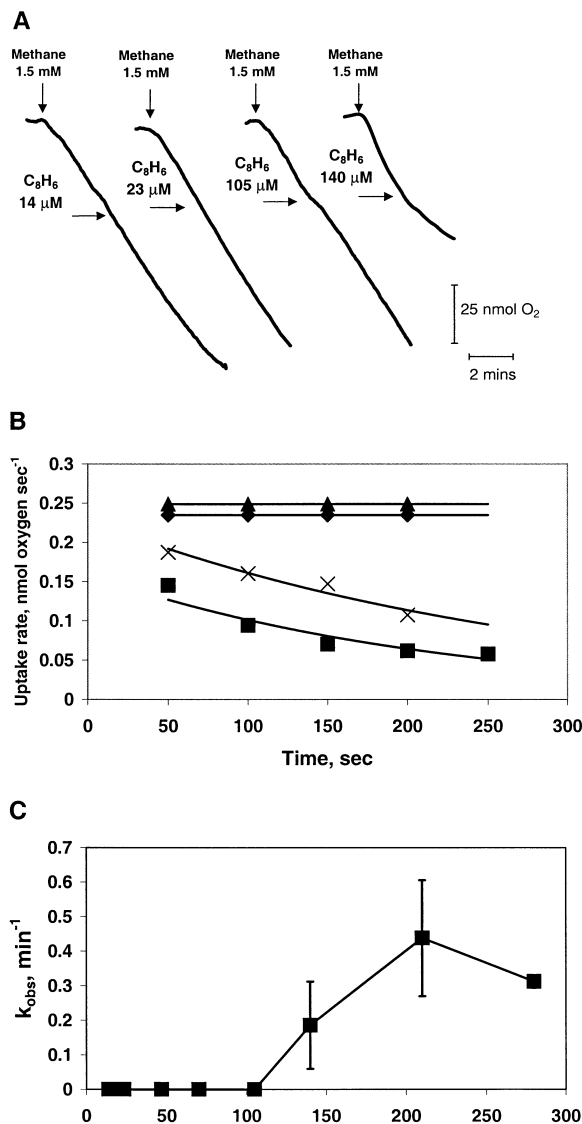 A
Methane Methane Methane Methane
1.5 mM 1.5 mM 1.5 mM 1.5 mM
C₈H₆ C₈H₆ C₈H₆ C₈H₆
14 µM 23 µM 105 µM 140 µM
25 nmol O₂
2 mins
B
Uptake rate, nmol oxygen sec⁻¹
0.3
0.25
0.2
0.15
0.1
0.05
0
0 50 100 150 200 250 300
Time, sec
C
k_obs, min⁻¹
0.7
0.6
0.5
0.4
0.3
0.2
0.1
0
0 50 100 150 200 250 300